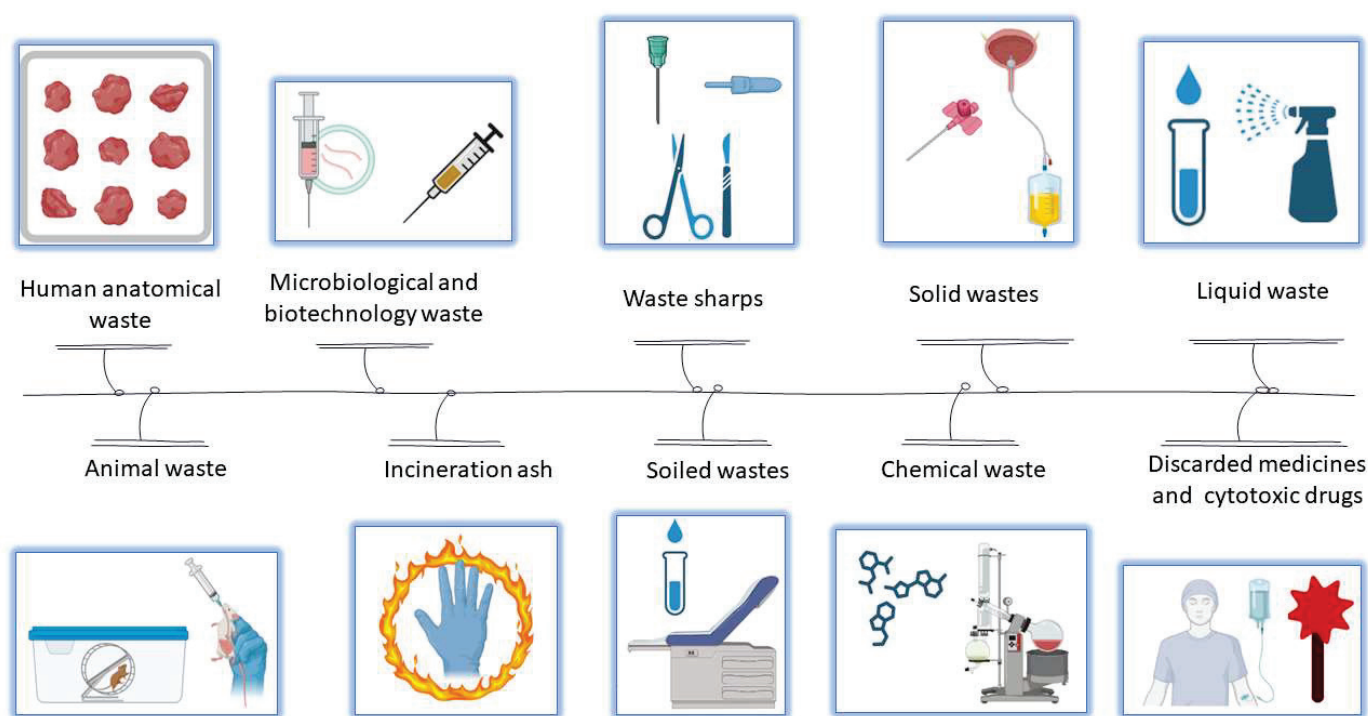 Human anatomical
waste
Microbiological and
biotechnology waste
Waste sharps
Solid wastes
Liquid waste
Animal waste
Incineration ash
Soiled wastes
Chemical waste
Discarded medicines
and cytotoxic drugs